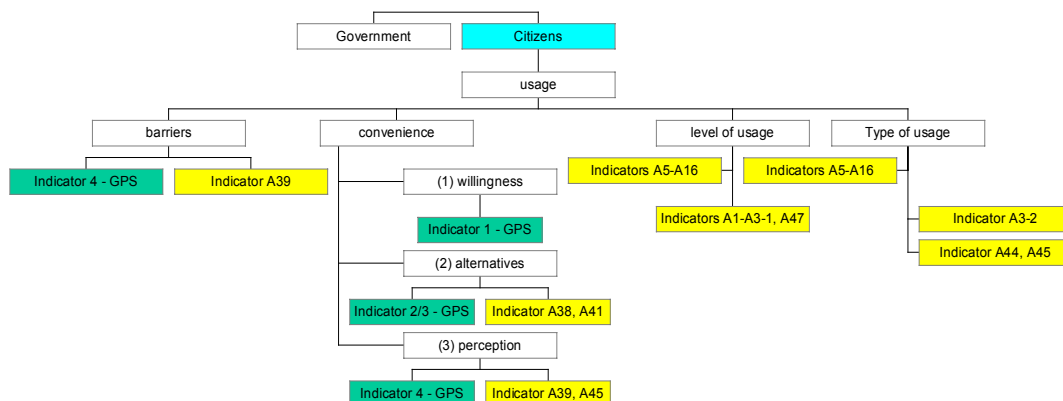 Government
Citizens
usage
barriers
convenience
level of usage
Type of usage
Indicator 4 - GPS
Indicator A39
Indicators A5-A16
Indicators A5-A16
(1) willingness
Indicator 1 - GPS
Indicators A1-A3-1, A47
Indicator A3-2
Indicator A44, A45
(2) alternatives
Indicator 2/3 - GPS
Indicator A38, A41
(3) perception
Indicator 4 - GPS
Indicator A39, A45